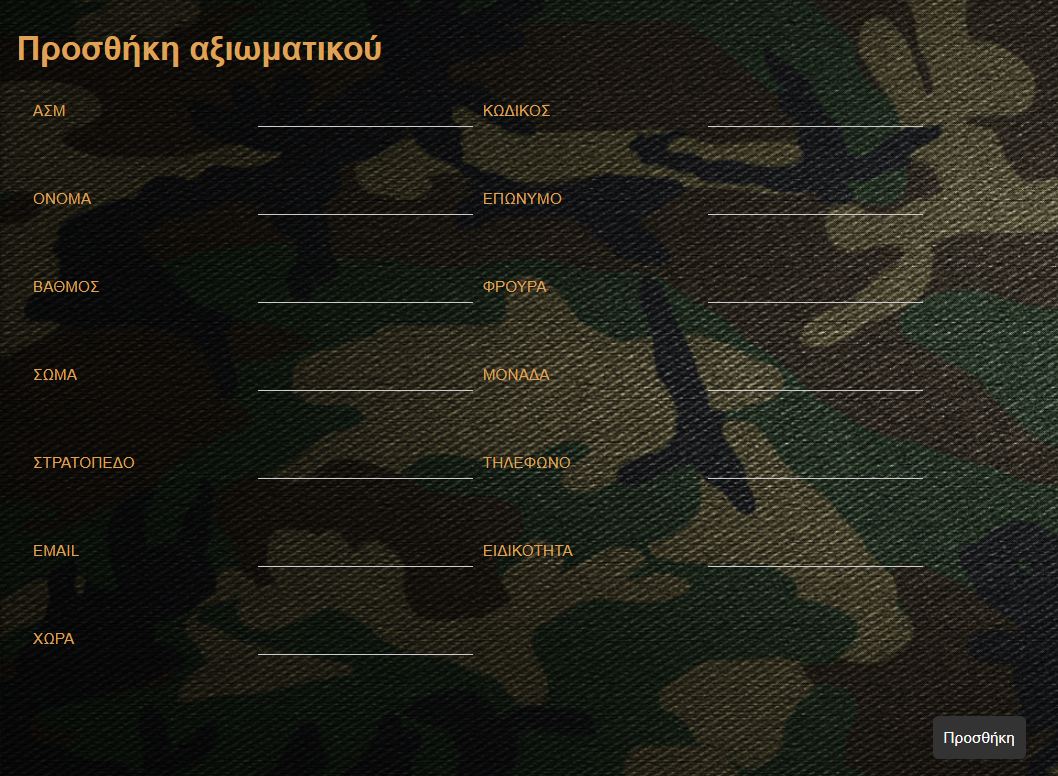 Προσθήκη αξιωματικού
ΑΣΜ ΚΩΔΙΚΟΣ
ΟΝΟΜΑ ΕΠΩΝΥΜΟ
ΒΑΘΜΟΣ ΦΡΟΥΡΑ
ΣΩΜΑ ΜΟΝΑΔΑ
ΣΤΡΑΤΟΠΕΔΟ ΤΗΛΕΦΩΝΟ
EMAIL ΕΙΔΙΚΟΤΗΤΑ
ΧΩΡΑ
Προσθήκη